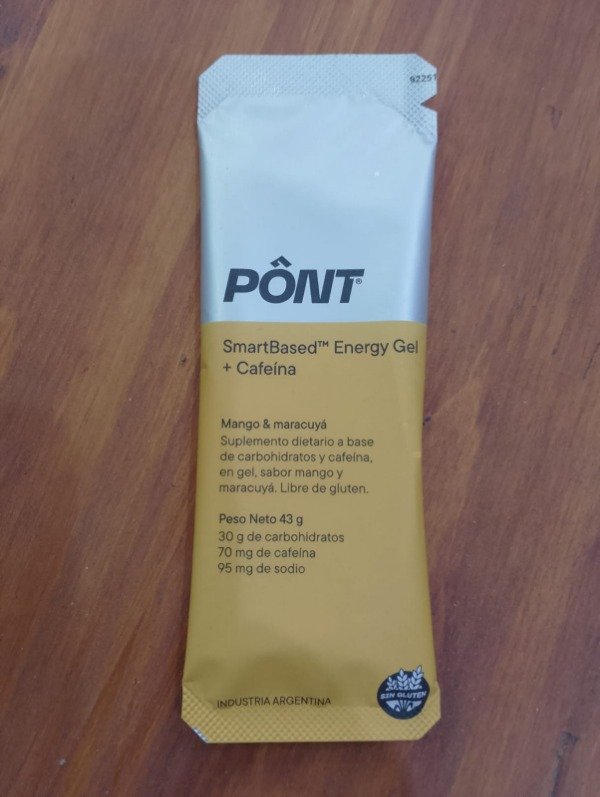 92251
PÔNT®
SmartBased™ Energy Gel
+ Cafeína
Mango & maracuyá
Suplemento dietario a base
de carbohidratos y cafeína,
en gel, sabor mango y
maracuyá. Libre de gluten.
Peso Neto 43 g
30 g de carbohidratos
70 mg de cafeína
95 mg de sodio
INDUSTRIA ARGENTINA
SIN GLUTEN